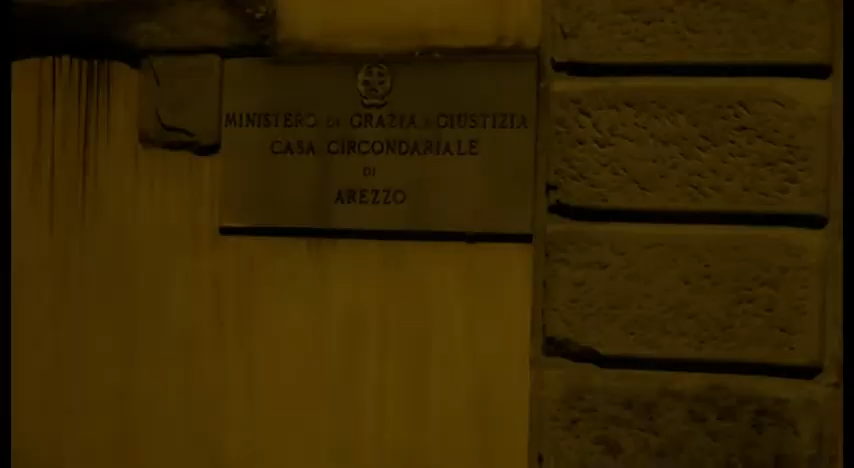 MINISTERO DI GRAZIA E GIUSTIZIA
CASA CIRCONDARIALE
DI
AREZZO